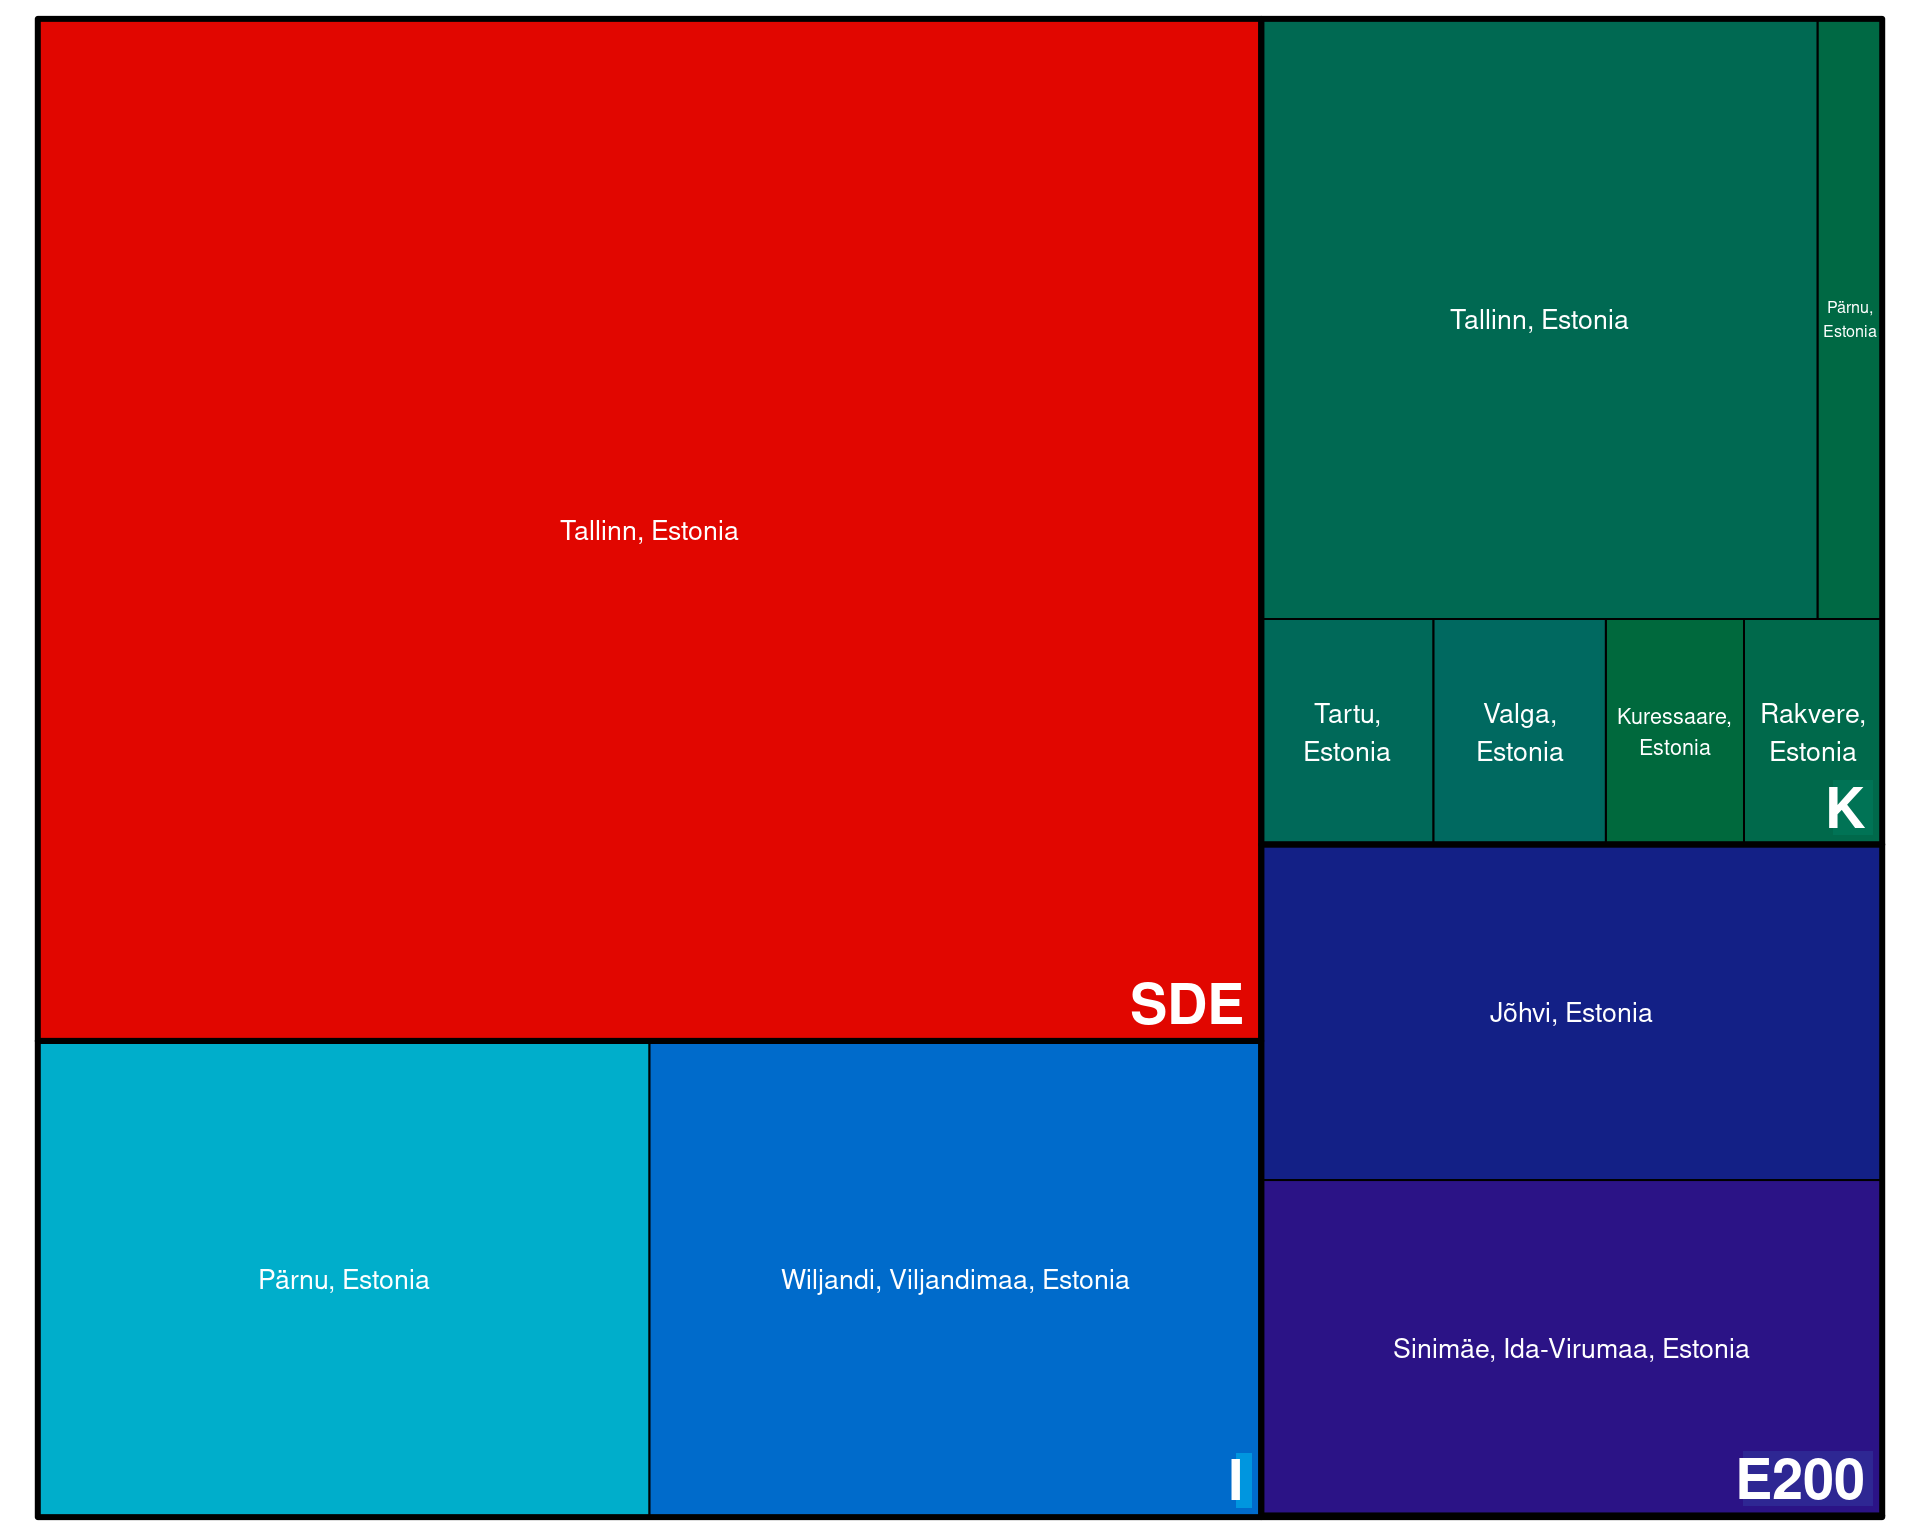 Tallinn, Estonia
SDE
Pärnu, Estonia
Wiljandi, Viljandimaa, Estonia
I
Tallinn, Estonia
Pärnu,
Estonia
Tartu,
Estonia
Valga,
Estonia
Kuressaare,
Estonia
Rakvere,
Estonia
K
Jõhvi, Estonia
Sinimäe, Ida-Virumaa, Estonia
E200